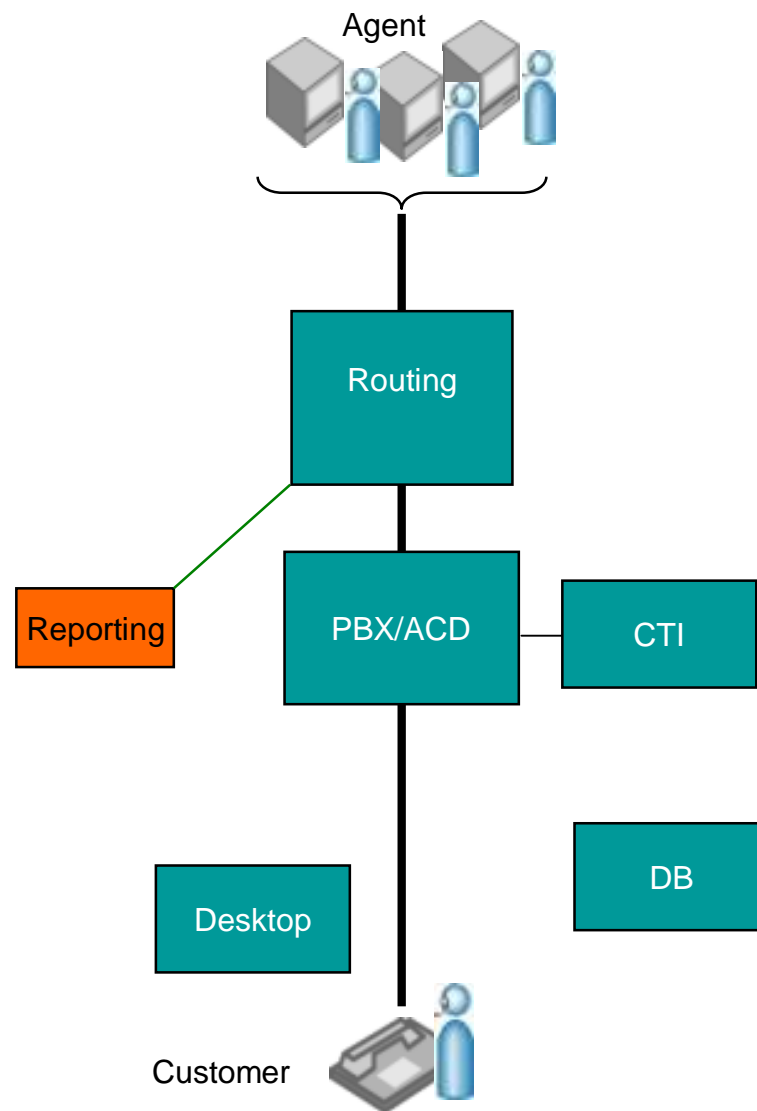 Agent
Routing
Reporting
PBX/ACD
CTI
DB
Desktop
Customer